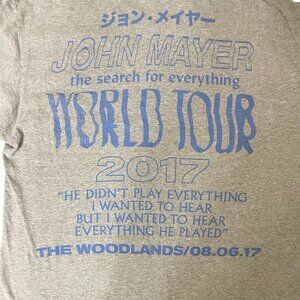 ジョン・メイヤー
JOHN MAYER
the search for everything
WORLD TOUR
2017
"HE DIDN'T PLAY EVERYTHING
I WANTED TO HEAR
BUT I WANTED TO HEAR
EVERYTHING HE PLAYED"
THE WOODLANDS/08.06.17